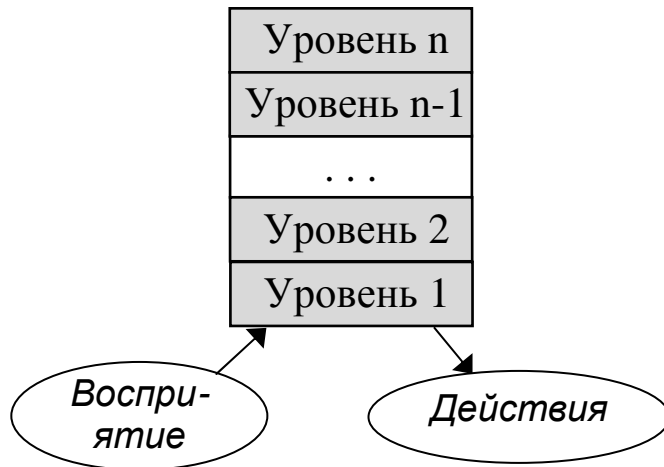 Уровень n
Уровень n-1
. . .
Уровень 2
Уровень 1
Воспри-
ятие
Действия